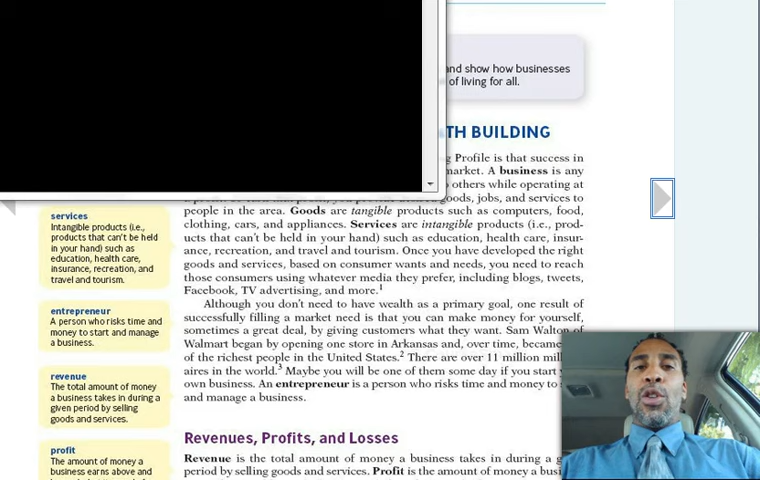 and show how businesses
of living for all.
TH BUILDING
g Profile is that success in
market. A business is any
o others while operating at
goods, jobs, and services to
services
Intangible products (i.e.,
products that can't be held
in your hand) such as
education, health care,
insurance, recreation, and
travel and tourism.
entrepreneur
A person who risks time and
money to start and manage
a business.
revenue
The total amount of money
a business takes in during a
given period by selling
goods and services.
profit
The amount of money a
business earns above and
people in the area. Goods are tangible products such as computers, food,
clothing, cars, and appliances. Services are intangible products (i.e., prod-
ucts that can't be held in your hand) such as education, health care, insur-
ance, recreation, and travel and tourism. Once you have developed the right
goods and services, based on consumer wants and needs, you need to reach
those consumers using whatever media they prefer, including blogs, tweets,
Facebook, TV advertising, and more.1
Although you don't need to have wealth as a primary goal, one result of
successfully filling a market need is that you can make money for yourself,
sometimes a great deal, by giving customers what they want. Sam Walton of
Walmart began by opening one store in Arkansas and, over time, became
of the richest people in the United States.2 There are over 11 million mil
aires in the world.3 Maybe you will be one of them some day if you start
own business. An entrepreneur is a person who risks time and money to
and manage a business.
Revenues, Profits, and Losses
Revenue is the total amount of money a business takes in during a g
period by selling goods and services. Profit is the amount of money a busi